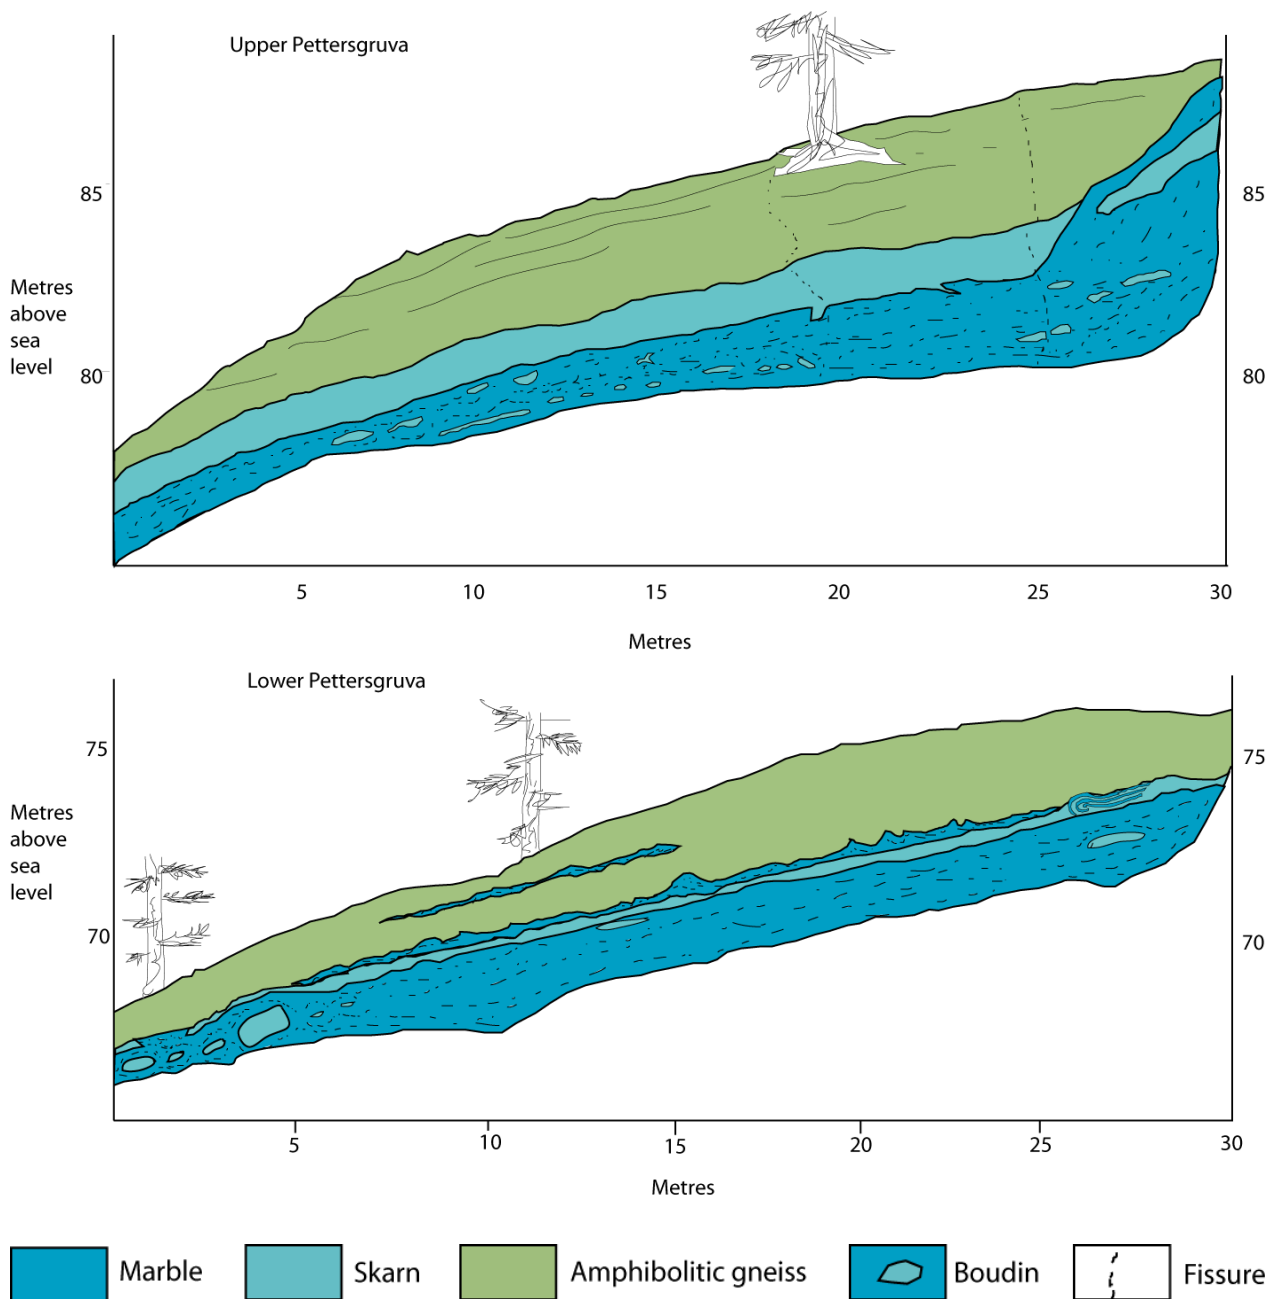 Upper Pettersgruva
85
85
Metres
above
sea
level
80
80
5 10 15 20 25 30
Metres
Lower Pettersgruva
75
75
Metres
above
sea
level
70
70
5 10 15 20 25 30
Metres
Marble Skarn Amphibolitic gneiss Boudin Fissure